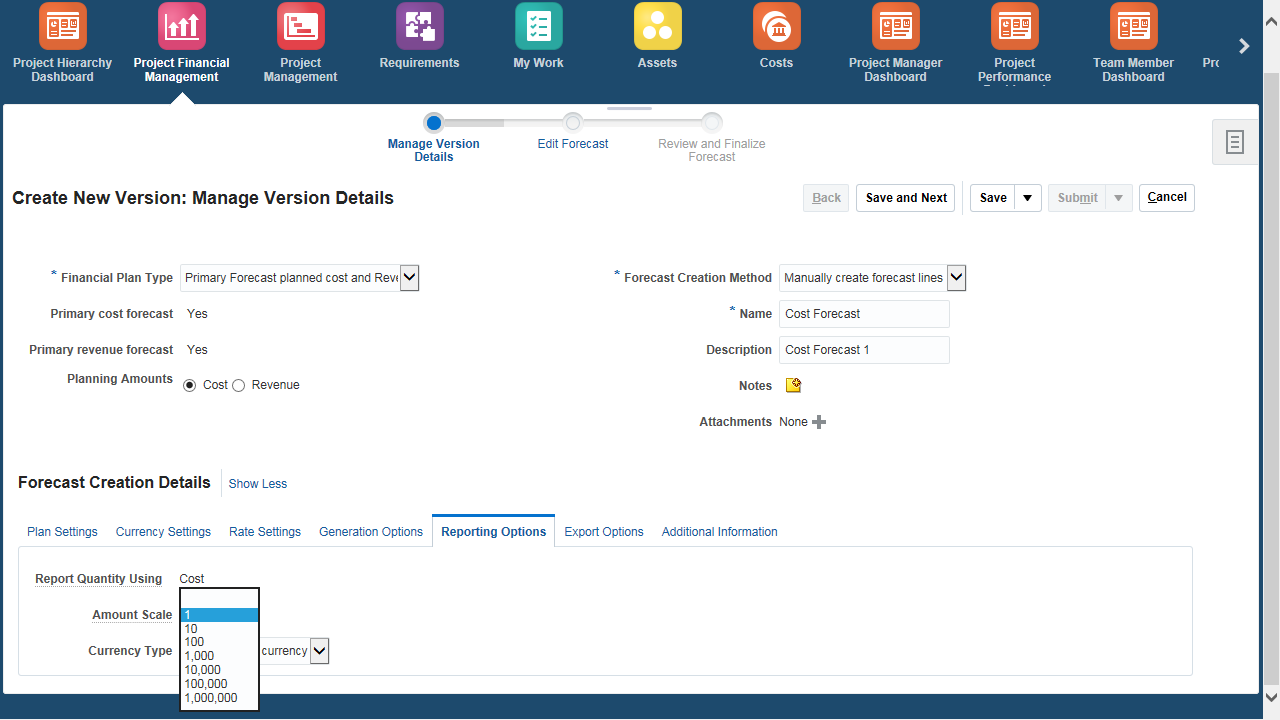 Project Hierarchy Dashboard
Project Financial Management
Project Management
Requirements
My Work
Assets
Costs
Project Manager Dashboard
Project Performance
Team Member Dashboard
Manage Version Details
Edit Forecast
Review and Finalize Forecast
Create New Version: Manage Version Details
Back
Save and Next
Save
Submit
Cancel
* Financial Plan Type Primary Forecast planned cost and Reve
Primary cost forecast Yes
Primary revenue forecast Yes
Planning Amounts Cost Revenue
* Forecast Creation Method Manually create forecast lines
* Name Cost Forecast
Description Cost Forecast 1
Notes
Attachments None
Forecast Creation Details Show Less
Plan Settings Currency Settings Rate Settings Generation Options Reporting Options Export Options Additional Information
Report Quantity Using Cost
Amount Scale
1
10
100
1,000
10,000
100,000
1,000,000
Currency Type currency